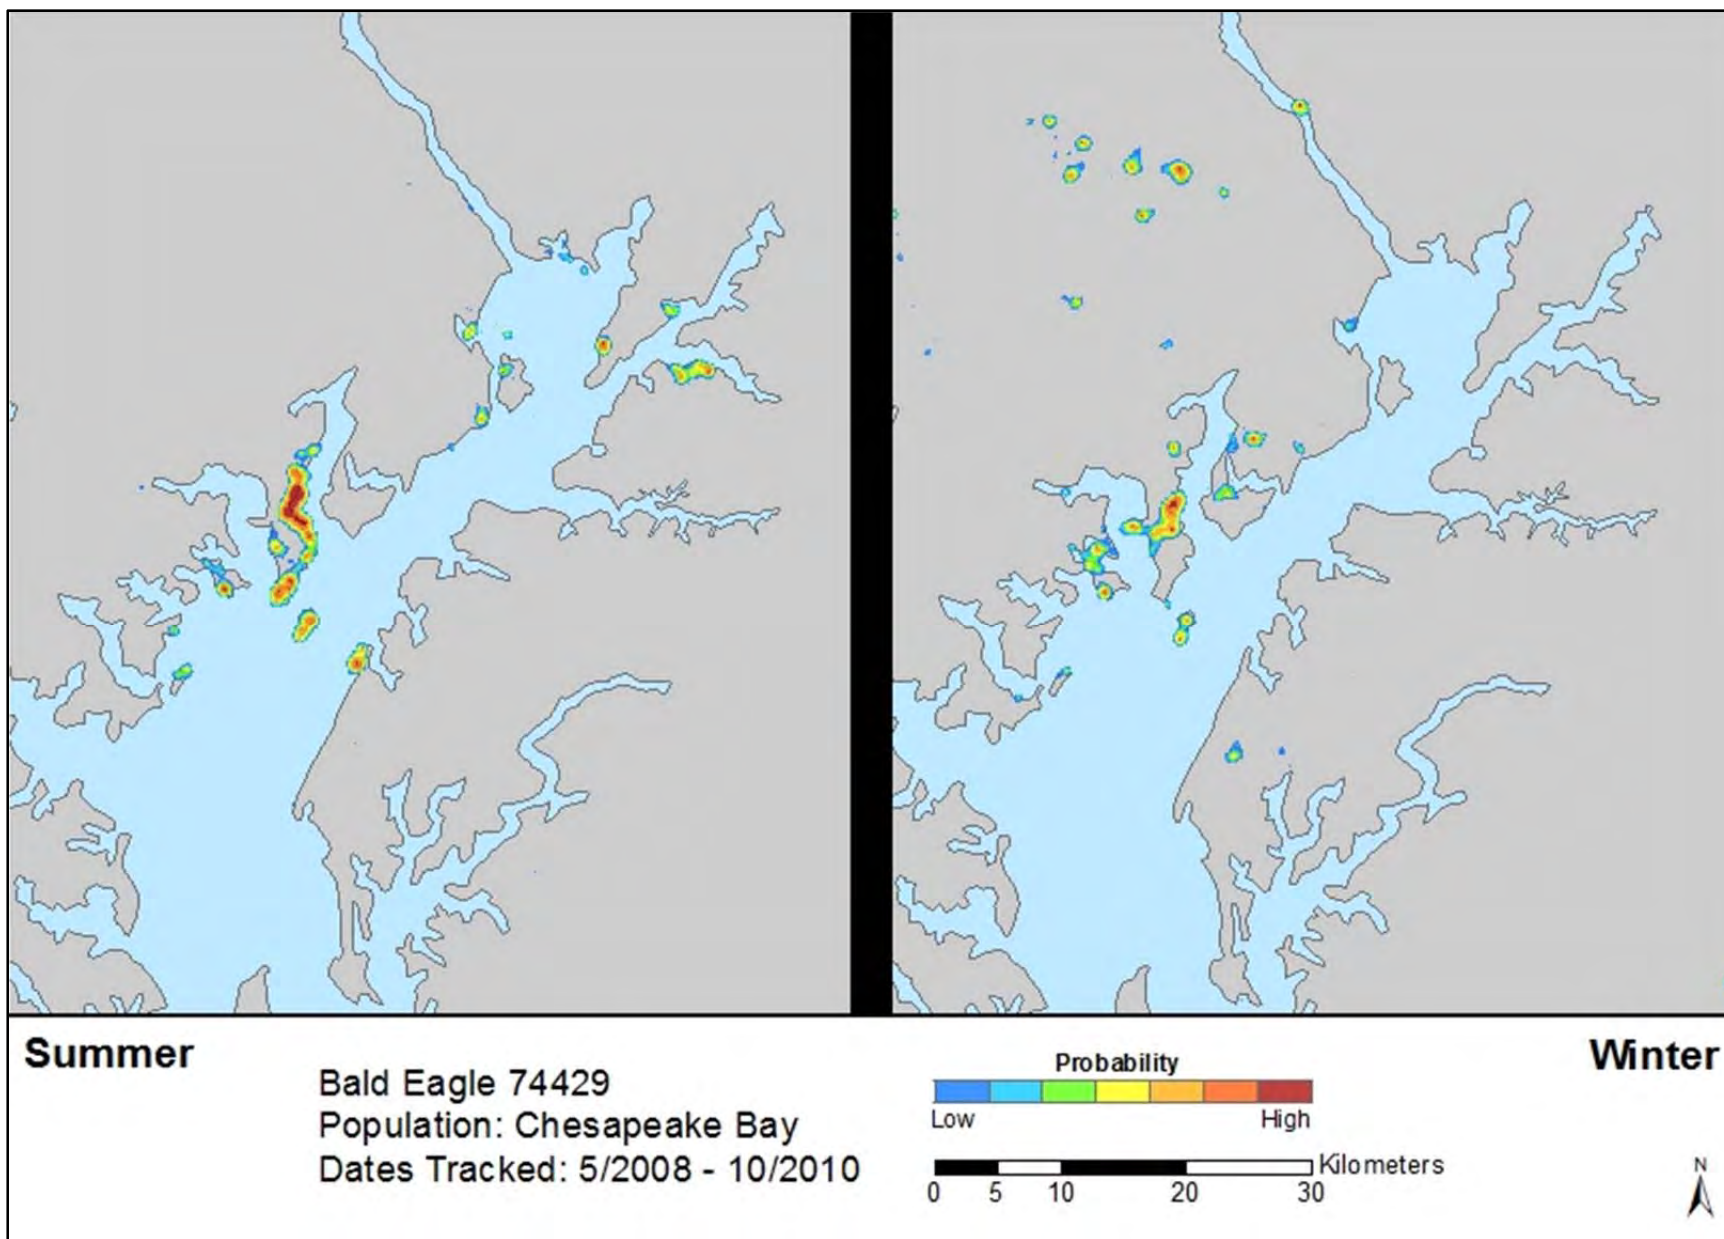 Summer
Winter
Bald Eagle 74429
Population: Chesapeake Bay
Dates Tracked: 5/2008 - 10/2010
Probability
Low High
Kilometers
0 5 10 20 30
N